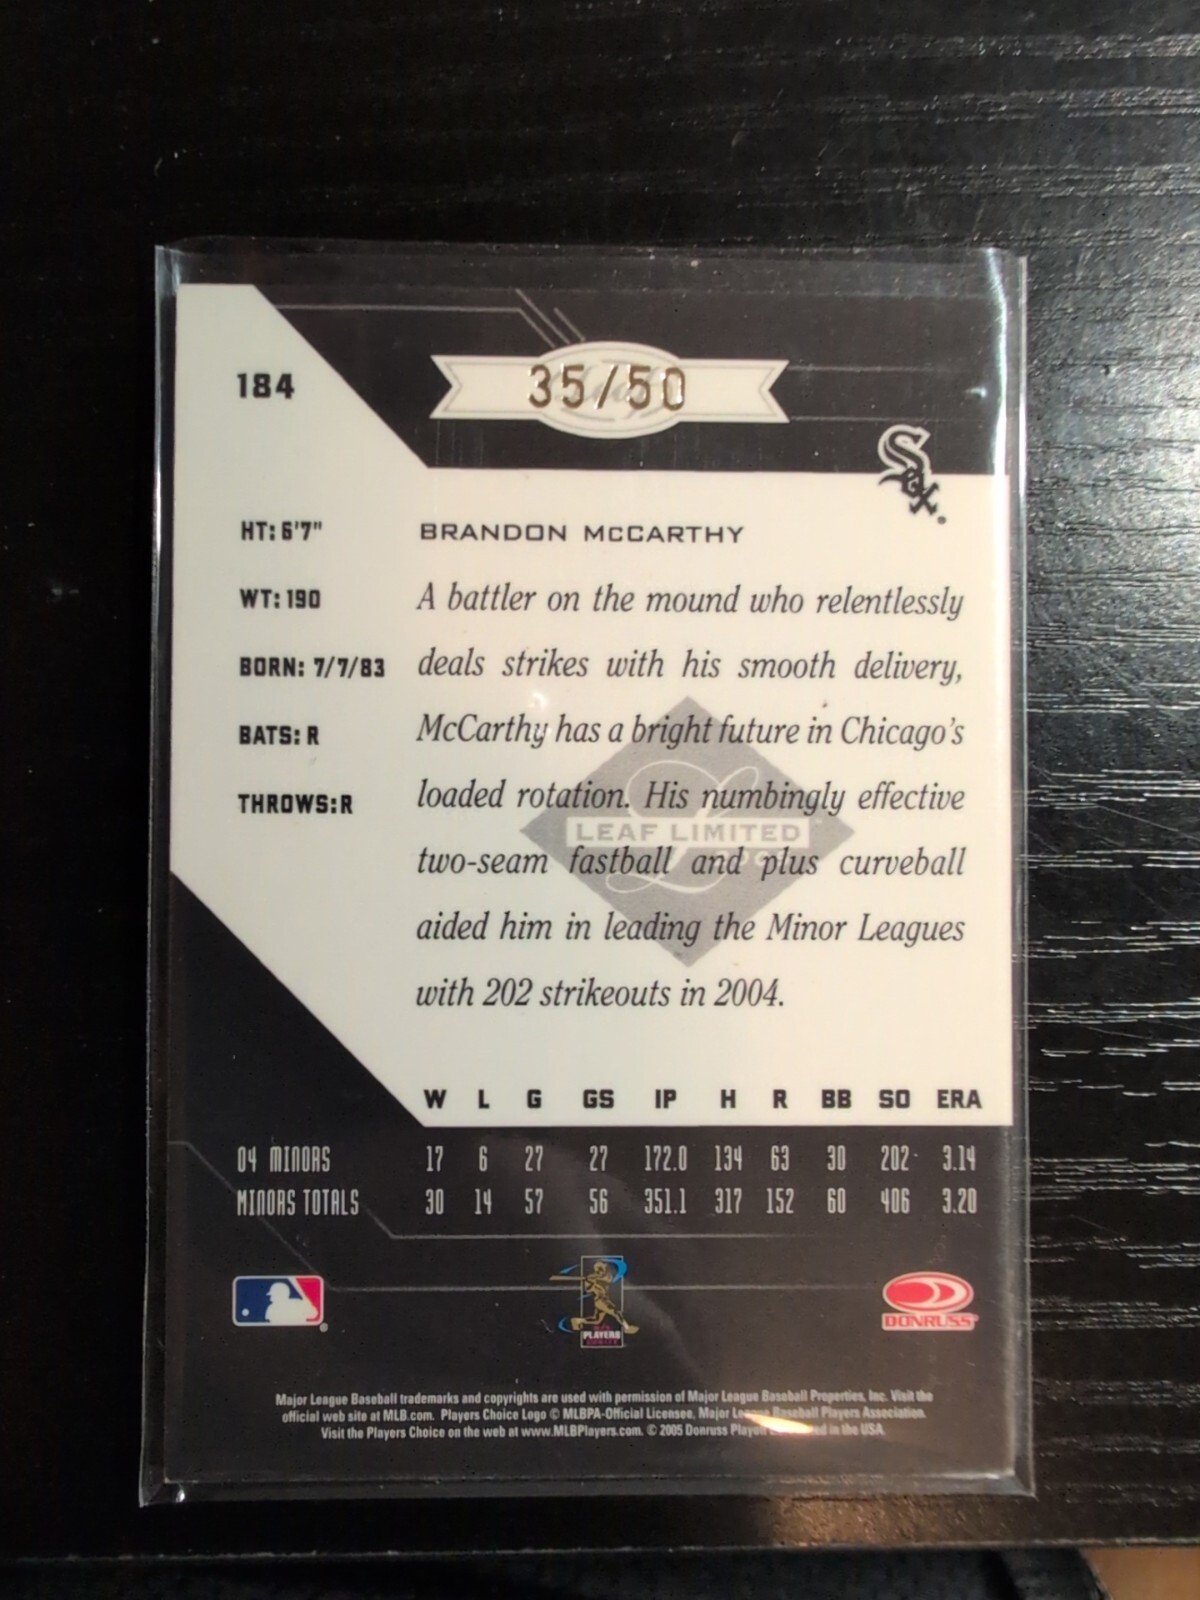 184
35/50
Sox
HT: 6'7"
WT: 190
BORN: 7/7/83
BATS: R
THROWS:R
BRANDON McCARTHY
A battler on the mound who relentlessly
deals strikes with his smooth delivery,
McCarthy has a bright future in Chicago's
loaded rotation. His numbingly effective
two-seam fastball and plus curveball
aided him in leading the Minor Leagues
with 202 strikeouts in 2004.
LEAF LIMITED
W L G GS IP H R BB SO ERA
04 MINORS 17 6 27 27 172.0 134 63 30 202 3.14
MINORS TOTALS 30 14 57 56 351.1 317 152 60 406 3.20
PLAYERS
DONRUSS
Major League Baseball trademarks and copyrights are used with permission of Major League Baseball Properties, Inc. Visit the
official web site at MLB.com. Players Choice Logo © MLBPA-Official Licensee, Major League Baseball Players Association.
Visit the Players Choice on the web at www.MLBPlayers.com. © 2005 Donruss in the USA.